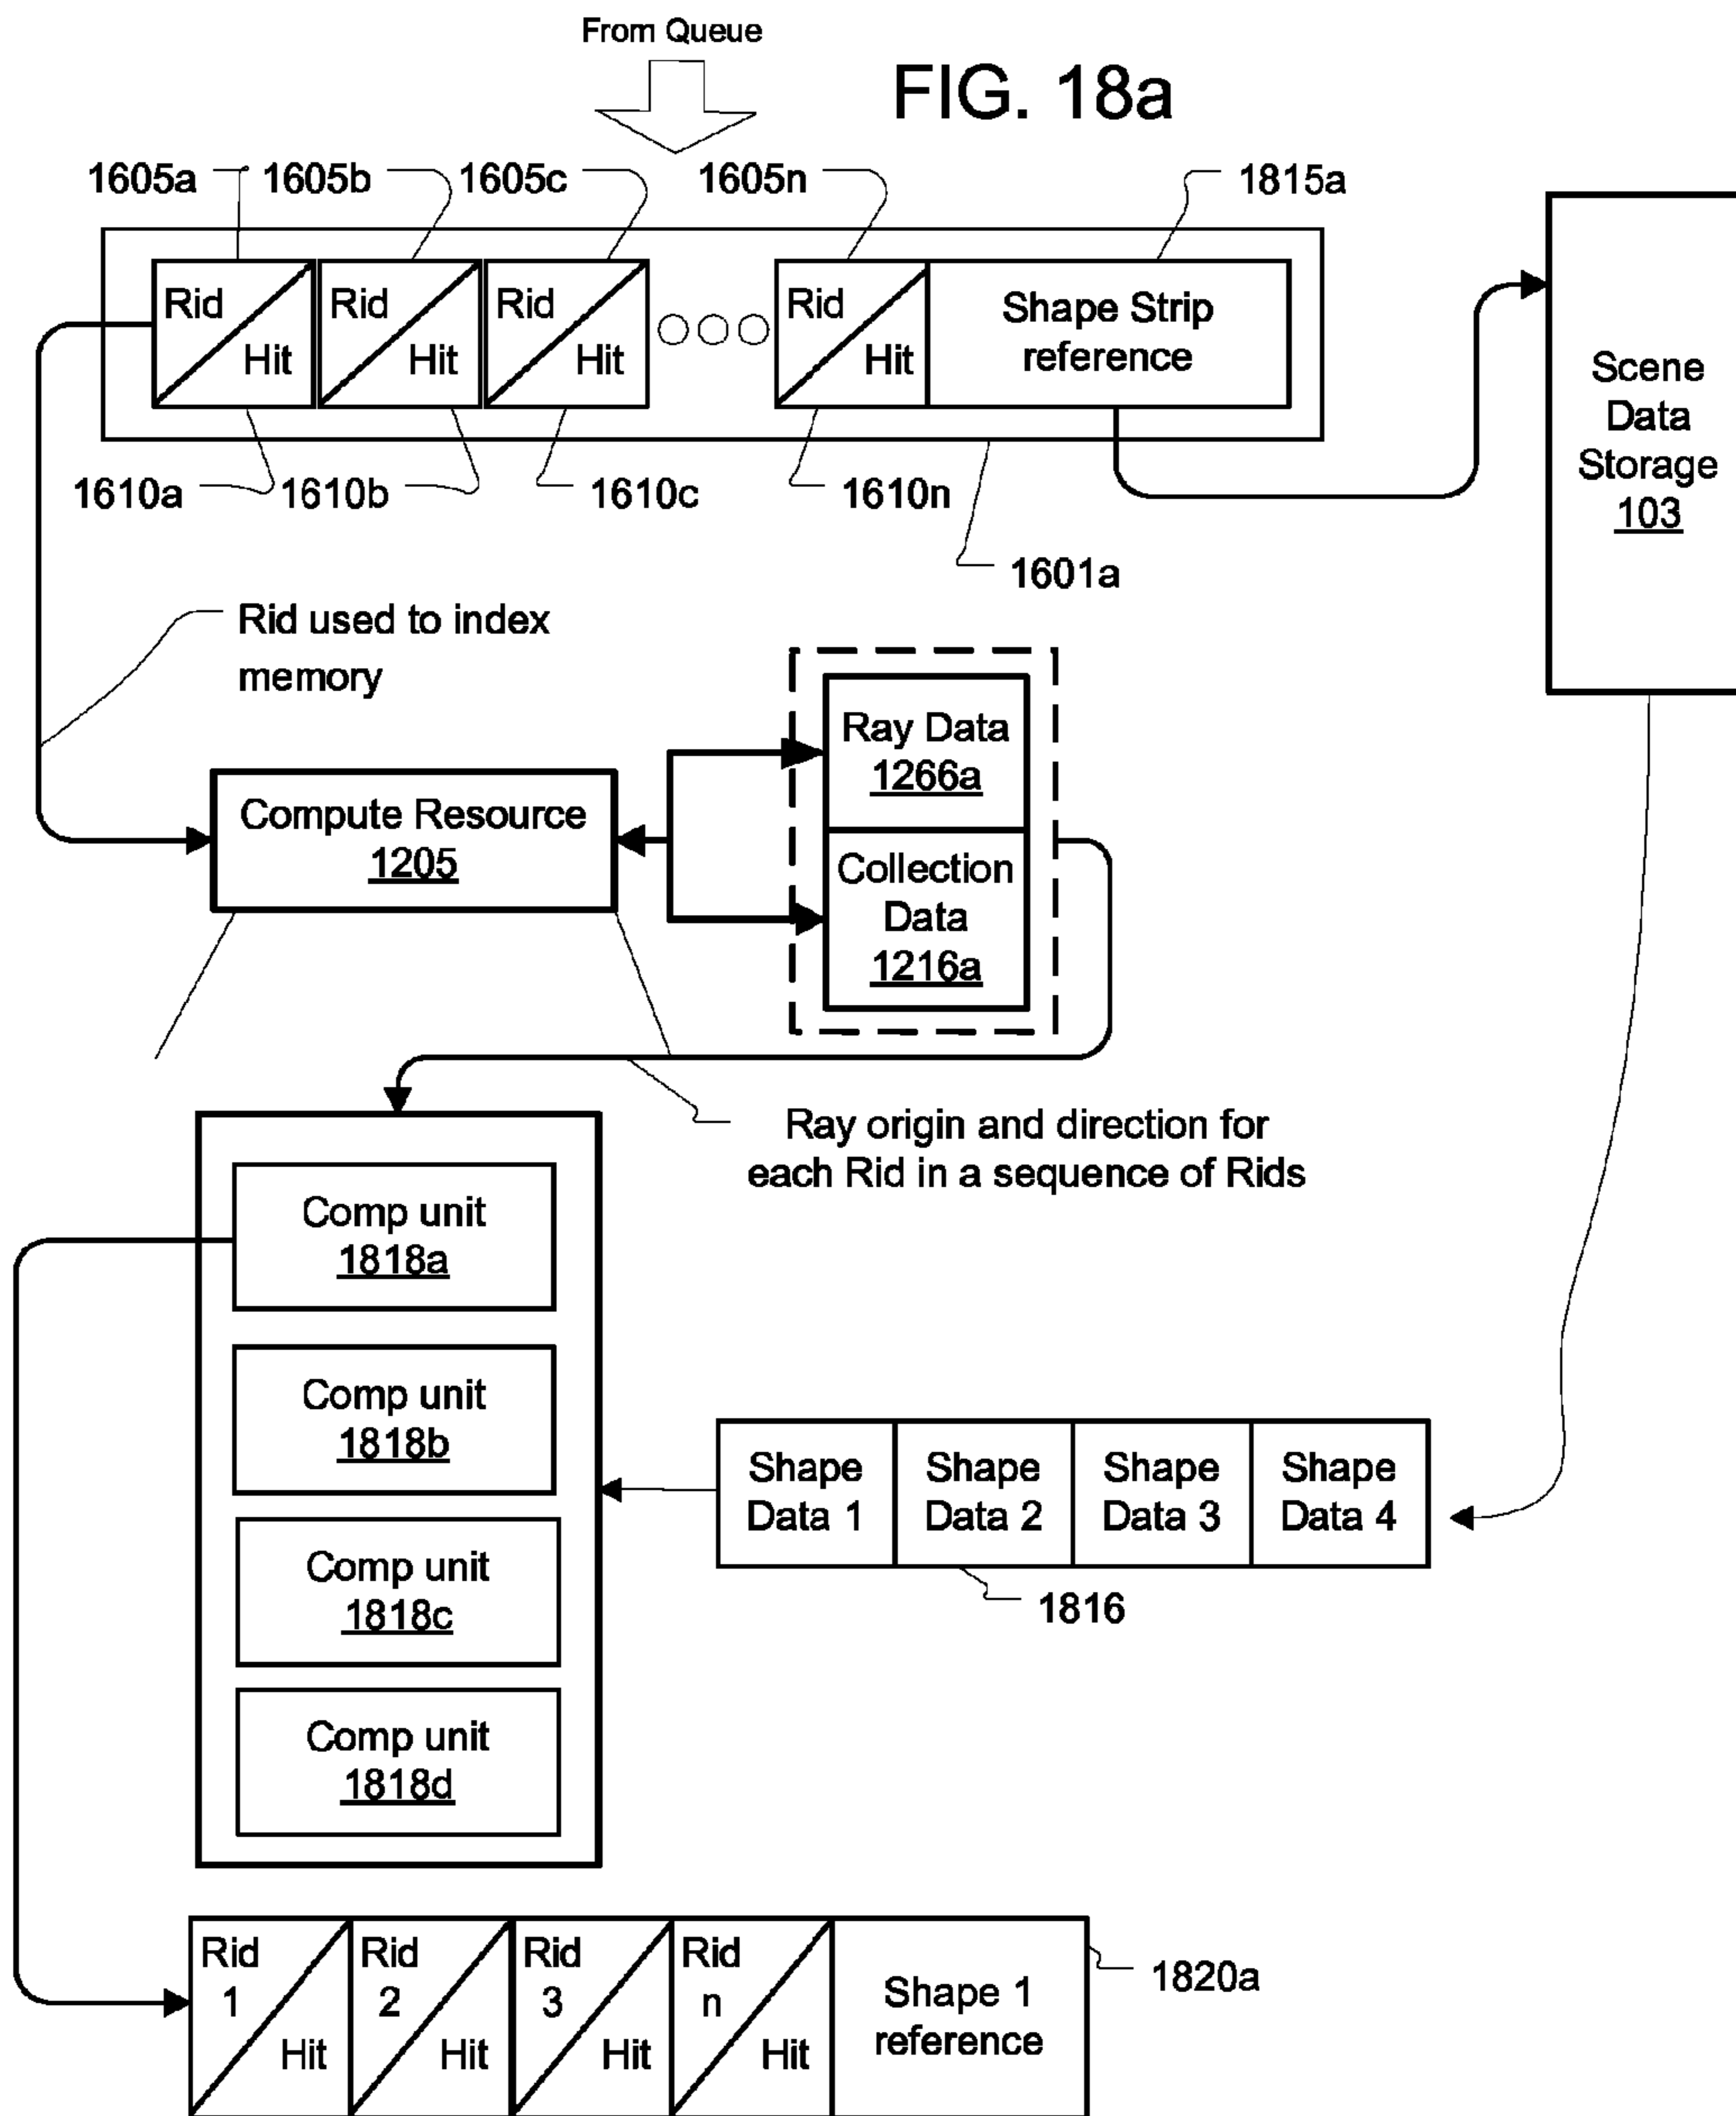 From Queue
FIG. 18a
1605a
1605b
1605c
1605n
1815a
Rid
Hit
Rid
Hit
Rid
Hit
Rid
Hit
Shape Strip
reference
Scene
Data
Storage
103
1610a
1610b
1610c
1610n
1601a
Rid used to index
memory
Ray Data
1266a
Compute Resource
1205
Collection
Data
1216a
Ray origin and direction for
each Rid in a sequence of Rids
Comp unit
1818a
Comp unit
1818b
Comp unit
1818c
Comp unit
1818d
Shape
Data 1
Shape
Data 2
Shape
Data 3
Shape
Data 4
1816
Rid
1
Hit
Rid
2
Hit
Rid
3
Hit
Rid
n
Hit
Shape 1
reference
1820a